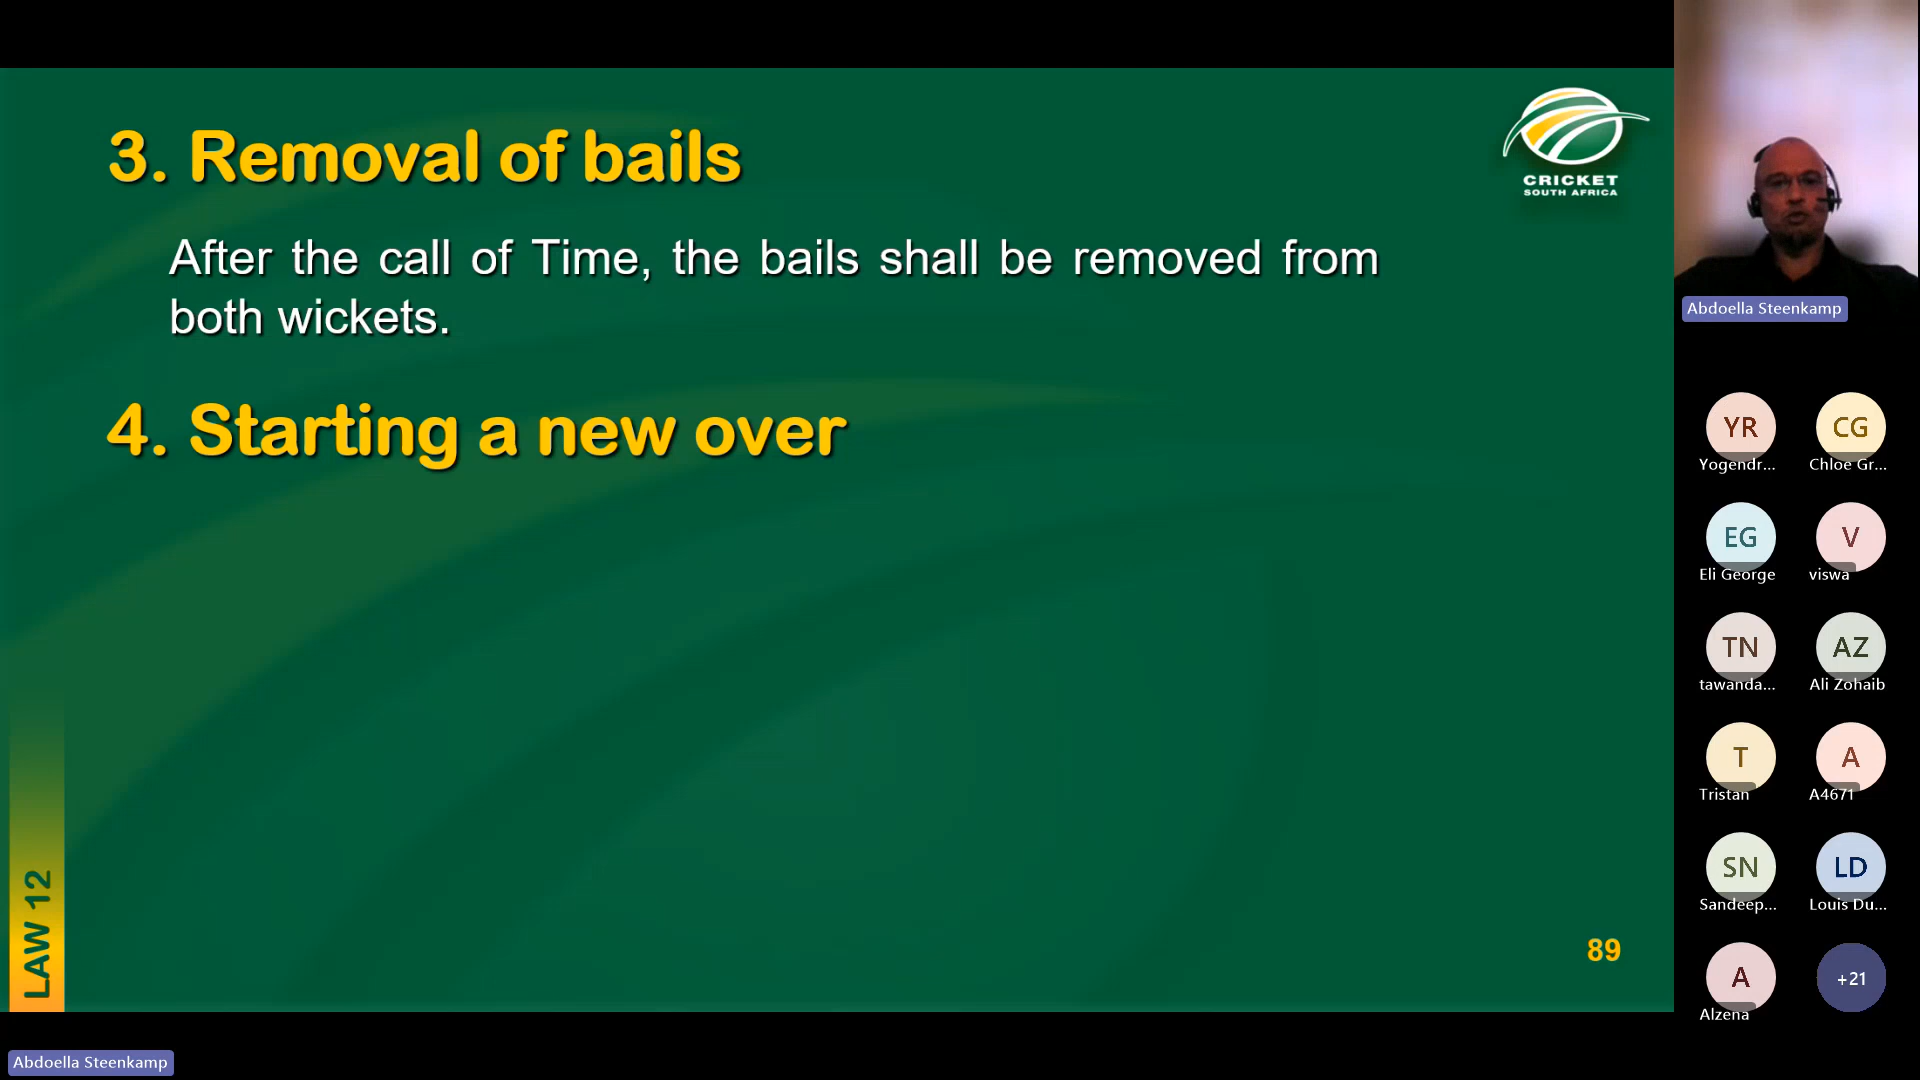 3. Removal of bails
After the call of Time, the bails shall be removed from
both wickets.
4. Starting a new over
CRICKET
SOUTH AFRICA
LAW 12
89
Abdoella Steenkamp
YR
Yogendr...
CG
Chloe Gr...
EG
Eli George
V
viswa
TN
tawanda...
AZ
Ali Zohaib
T
Tristan
A
A4671
SN
Sandeep...
LD
Louis Du...
A
Alzena
+21
Abdoella Steenkamp